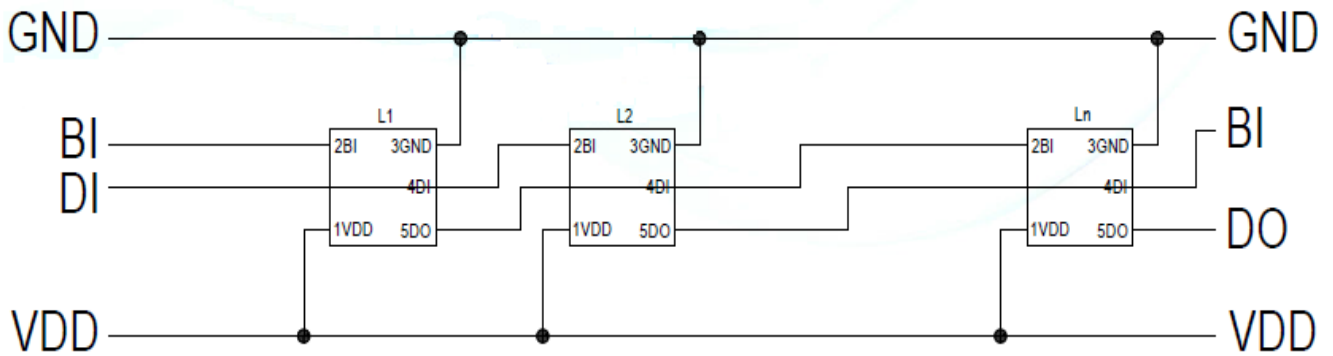 GND GND
L1 L2 Ln
BI 2BI 3GND 2BI 3GND 2BI 3GND BI
DI 4DI 4DI 4DI
1VDD 5DO 1VDD 5DO 1VDD 5DO DO
VDD VDD